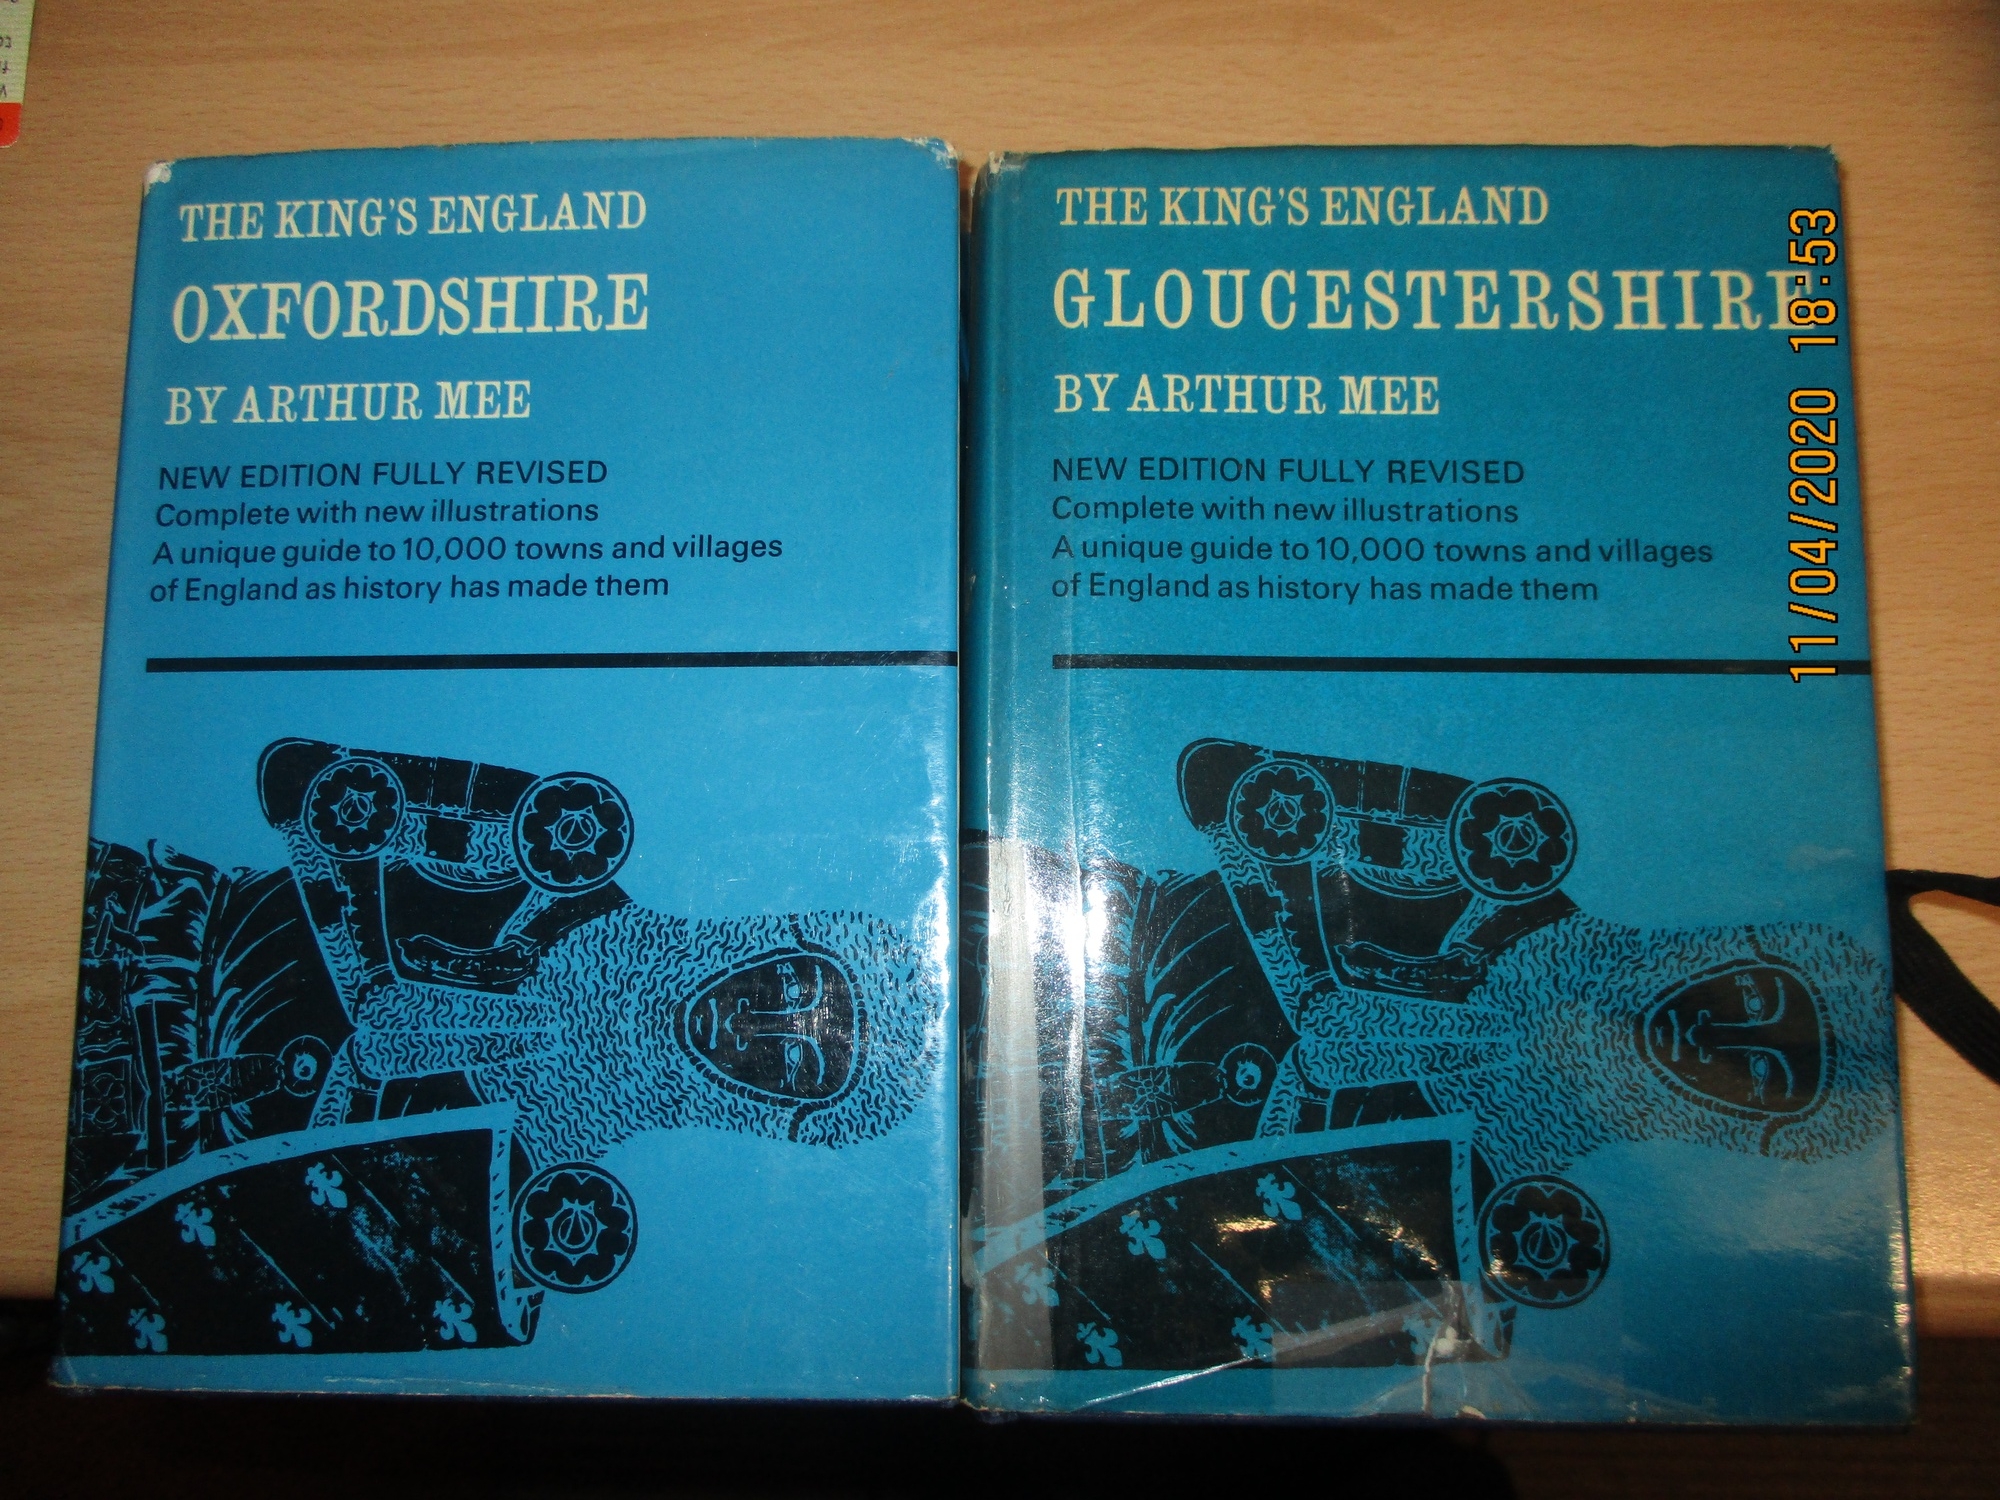 THE KING'S ENGLAND
OXFORDSHIRE
BY ARTHUR MEE
NEW EDITION FULLY REVISED
Complete with new illustrations
A unique guide to 10,000 towns and villages
of England as history has made them
THE KING'S ENGLAND
GLOUCESTERSHIRE
BY ARTHUR MEE
NEW EDITION FULLY REVISED
Complete with new illustrations
A unique guide to 10,000 towns and villages
of England as history has made them
11/04/2020 18:53